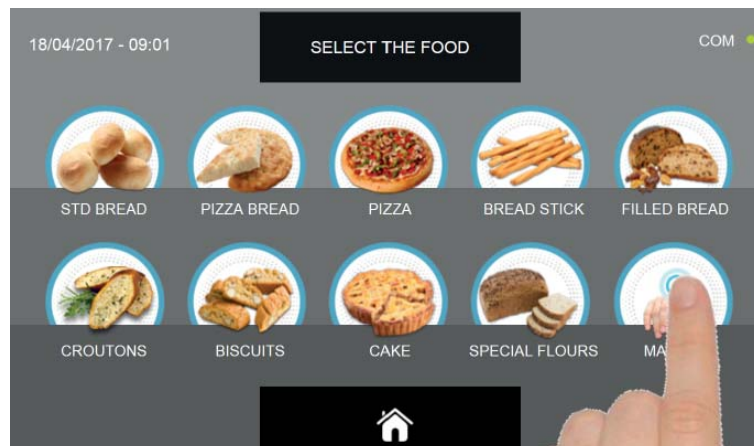 18/04/2017 - 09:01
SELECT THE FOOD
COM
STD BREAD
PIZZA BREAD
PIZZA
BREAD STICK
FILLED BREAD
CROUTONS
BISCUITS
CAKE
SPECIAL FLOURS